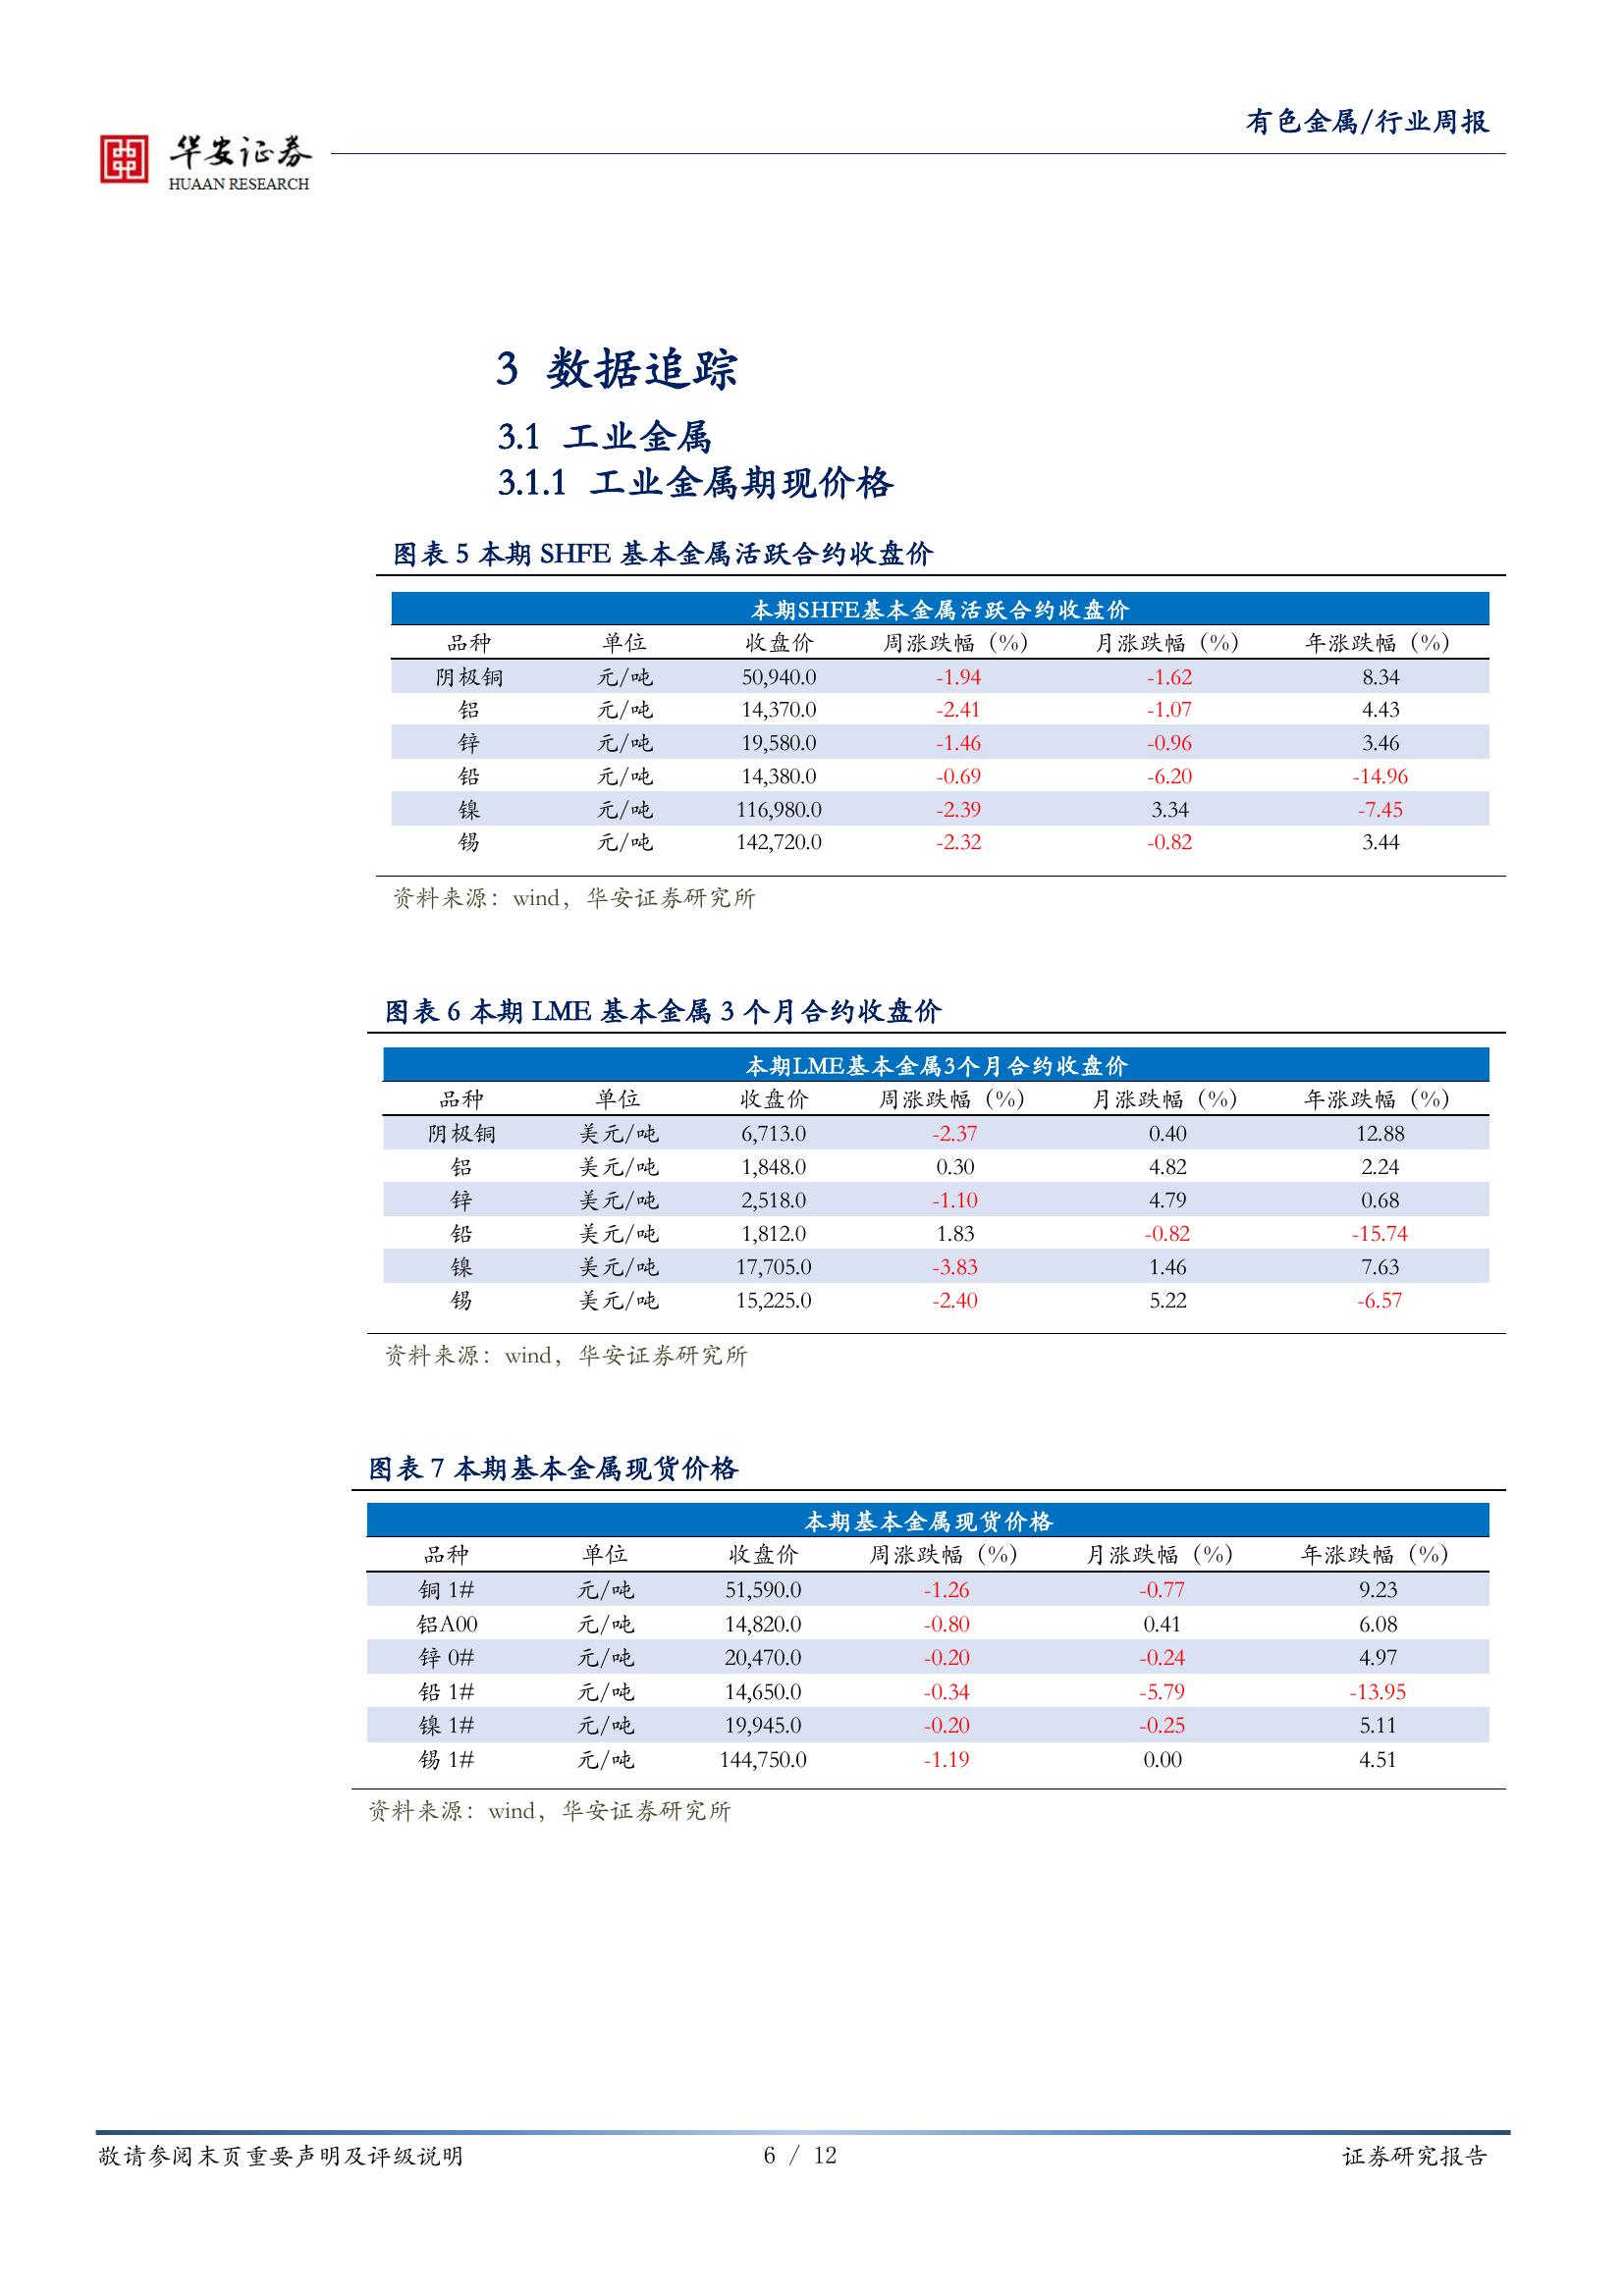 有色金属/行业周报
华安证券
HUAAN RESEARCH
3 数据追踪
3.1 工业金属
3.1.1 工业金属期现价格
图表 5 本期 SHFE 基本金属活跃合约收盘价
本期SHFE基本金属活跃合约收盘价
品种 单位 收盘价 周涨跌幅（%） 月涨跌幅（%） 年涨跌幅（%）
阴极铜 元/吨 50,940.0 -1.94 -1.62 8.34
铝 元/吨 14,370.0 -2.41 -1.07 4.43
锌 元/吨 19,580.0 -1.46 -0.96 3.46
铅 元/吨 14,380.0 -0.69 -6.20 -14.96
镍 元/吨 116,980.0 -2.39 3.34 -7.45
锡 元/吨 142,720.0 -2.32 -0.82 3.44
资料来源：wind，华安证券研究所
图表 6 本期 LME 基本金属 3 个月合约收盘价
本期LME基本金属3个月合约收盘价
品种 单位 收盘价 周涨跌幅（%） 月涨跌幅（%） 年涨跌幅（%）
阴极铜 美元/吨 6,713.0 -2.37 0.40 12.88
铝 美元/吨 1,848.0 0.30 4.82 2.24
锌 美元/吨 2,518.0 -1.10 4.79 0.68
铅 美元/吨 1,812.0 1.83 -0.82 -15.74
镍 美元/吨 17,705.0 -3.83 1.46 7.63
锡 美元/吨 15,225.0 -2.40 5.22 -6.57
资料来源：wind，华安证券研究所
图表 7 本期基本金属现货价格
本期基本金属现货价格
品种 单位 收盘价 周涨跌幅（%） 月涨跌幅（%） 年涨跌幅（%）
铜 1# 元/吨 51,590.0 -1.26 -0.77 9.23
铝A00 元/吨 14,820.0 -0.80 0.41 6.08
锌 0# 元/吨 20,470.0 -0.20 -0.24 4.97
铅 1# 元/吨 14,650.0 -0.34 -5.79 -13.95
镍 1# 元/吨 19,945.0 -0.20 -0.25 5.11
锡 1# 元/吨 144,750.0 -1.19 0.00 4.51
资料来源：wind，华安证券研究所
敬请参阅末页重要声明及评级说明 6 / 12 证券研究报告